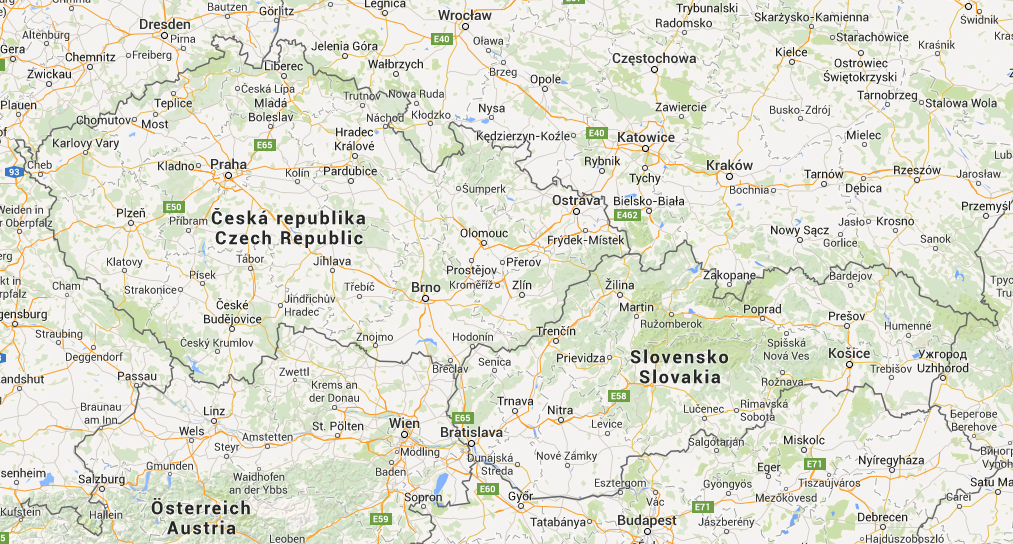 Bautzen
Görlitz
Legnica
Wrocław
Trybunalski
Radomsko
Skarżysko-Kamienna
Świdnik
Dresden
Pirna
Altenburg
Freiberg
Gera
Chemnitz
Zwickau
Jelenia Góra
E40
Oława
Starachowice
Kraśnik
Kielce
Liberec
Wałbrzych
Brzeg
Opole
Częstochowa
Ostrowiec
Świętokrzyski
Plauen
Teplice
Česká Lípa
Mladá
Boleslav
Trutnov
Nowa Ruda
Kłodzko
Nysa
Zawiercie
Busko-Zdrój
Tarnobrzeg
Stalowa Wola
Chomutov
Most
Náchod
Hradec
Králové
Kędzierzyn-Koźle
E40
Katowice
Mielec
Karlovy Vary
E65
Cheb
93
Kladno
Praha
Kolín
Pardubice
Rybnik
Tychy
Kraków
Bochnia
Tarnów
Dębica
Rzeszów
Jarosław
Šumperk
Ostrava
Bielsko-Biała
E462
Przemyśl
Weiden in
der Oberpfalz
E50
Plzeň
Příbram
Česká republika
Czech Republic
Olomouc
Frýdek-Místek
Nowy Sącz
Jasło
Krosno
Gorlice
Sanok
Klatovy
Tábor
Jihlava
Prostějov
Přerov
Kroměříž
Zlín
Zakopane
Bardejov
Cham
Strakonice
Písek
Třebíč
Brno
Žilina
Martin
České
Budějovice
Jindřichův
Hradec
Ružomberok
Poprad
Prešov
Humenné
Straubing
Deggendorf
Český Krumlov
Znojmo
Hodonín
Trenčín
Spišská
Nová Ves
Košice
Ужгород
Uzhhorod
Břeclav
Senica
Prievidza
Slovensko
Slovakia
Trebišov
Rožňava
Passau
Zwettl
Krems an
der Donau
Braunau
am Inn
Linz
Wels
Steyr
Amstetten
St. Pölten
Wien
Mödling
E65
Trnava
Nitra
E58
Levice
Lučenec
Rimavská
Sobota
Берегове
Berehove
Bratislava
Dunajská
Streda
Nové Zámky
Salgótarján
Miskolc
Gmunden
Waidhofen
an der Ybbs
Baden
Eger
E71
Nyíregyháza
Salzburg
Hallein
Kufstein
Österreich
Austria
Sopron
E60
Győr
Esztergom
Vác
Gyöngyös
Tiszaújváros
Mezőkövesd
Carei
E59
Leoben
Tatabánya
Budapest
E71
Jászberény
Debrecen
Hajdúszoboszló